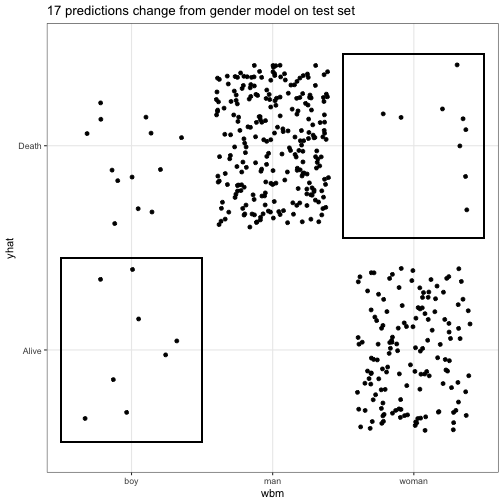 17 predictions change from gender model on test set
Death
Alive
yhat
boy
man
woman
wbm